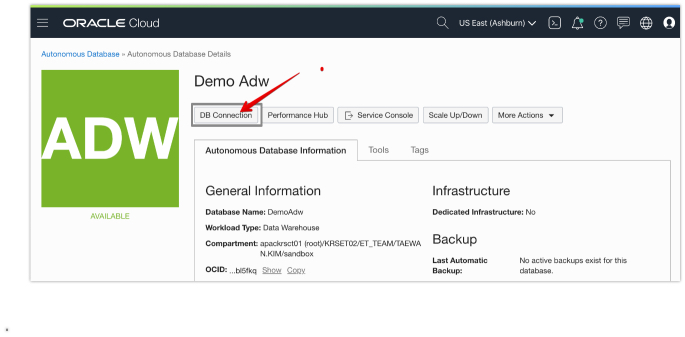 ORACLE Cloud
US East (Ashburn)
Autonomous Database » Autonomous Database Details
ADW
AVAILABLE
Demo Adw
DB Connection
Performance Hub
Service Console
Scale Up/Down
More Actions
Autonomous Database Information
Tools
Tags
General Information
Database Name: DemoAdw
Workload Type: Data Warehouse
Compartment: apackrsct01 (root)/KRSET02/ET_TEAM/TAEWA
N.KIM/sandbox
OCID: ...bl5fkq Show Copy
Infrastructure
Dedicated Infrastructure: No
Backup
Last Automatic Backup: No active backups exist for this
database.